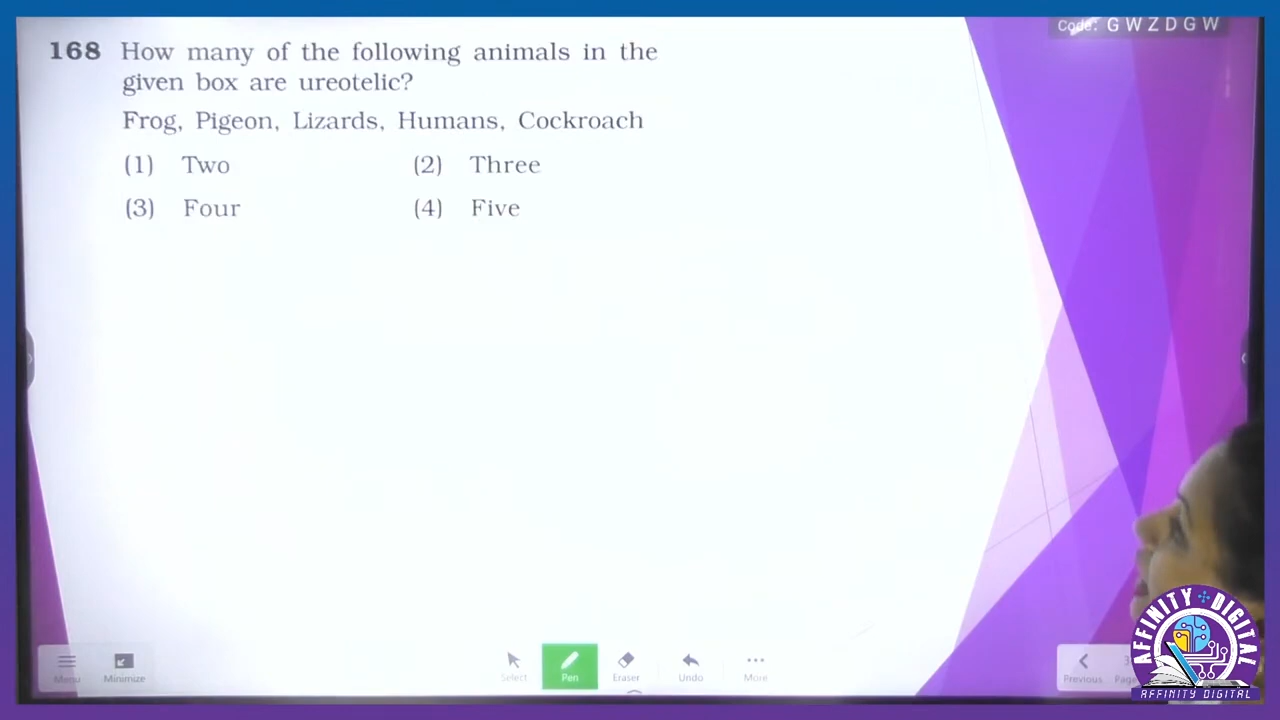 Code: G W Z D G W
168 How many of the following animals in the
given box are ureotelic?
Frog, Pigeon, Lizards, Humans, Cockroach
(1) Two (2) Three
(3) Four (4) Five
Menu Minimize Select Pen Eraser Undo More Previous
AFFINITY DIGITAL
AFFINITY DIGITAL